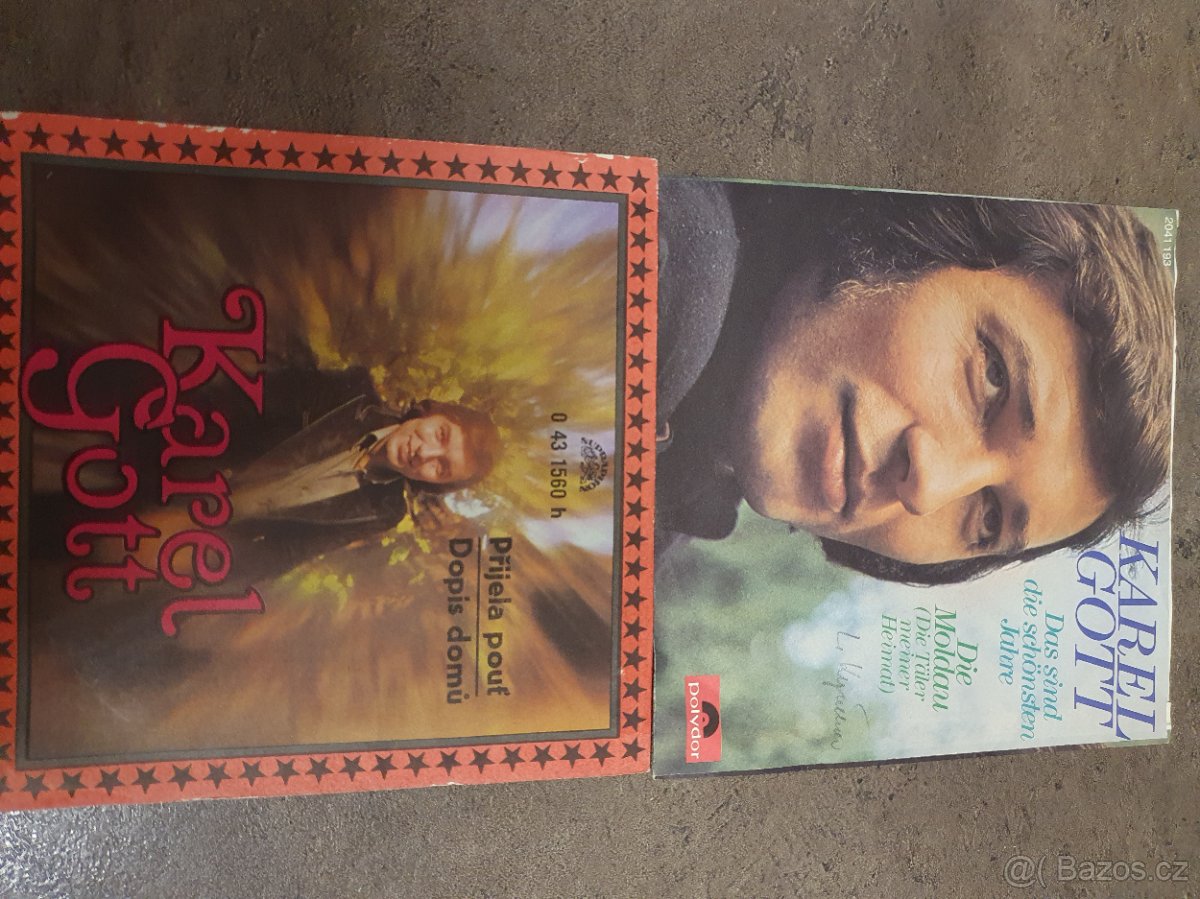 Karel
Gott
0 43 1560 h
Přijela pouť
Dopis domů
2041 193
KAREL
GOTT
Das sind
die schönsten
Jahre
Die
Moldau
(Die Täler
meiner
Heimat)
polydor
@( Bazos.cz